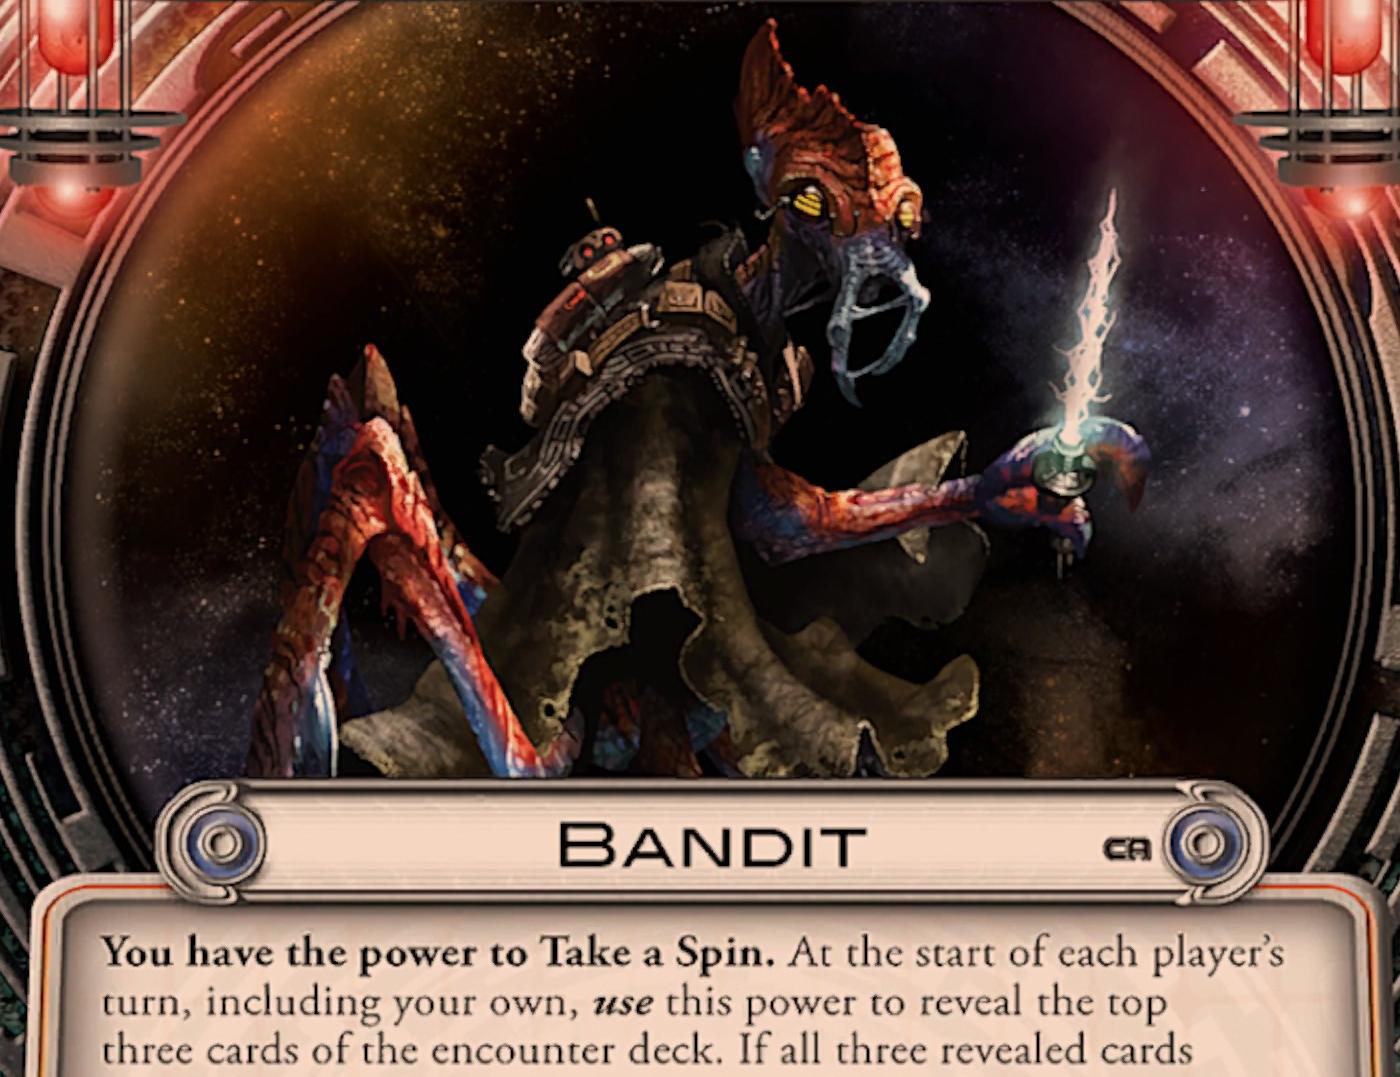 BANDIT CA
You have the power to Take a Spin. At the start of each player's
turn, including your own, use this power to reveal the top
three cards of the encounter deck. If all three revealed cards